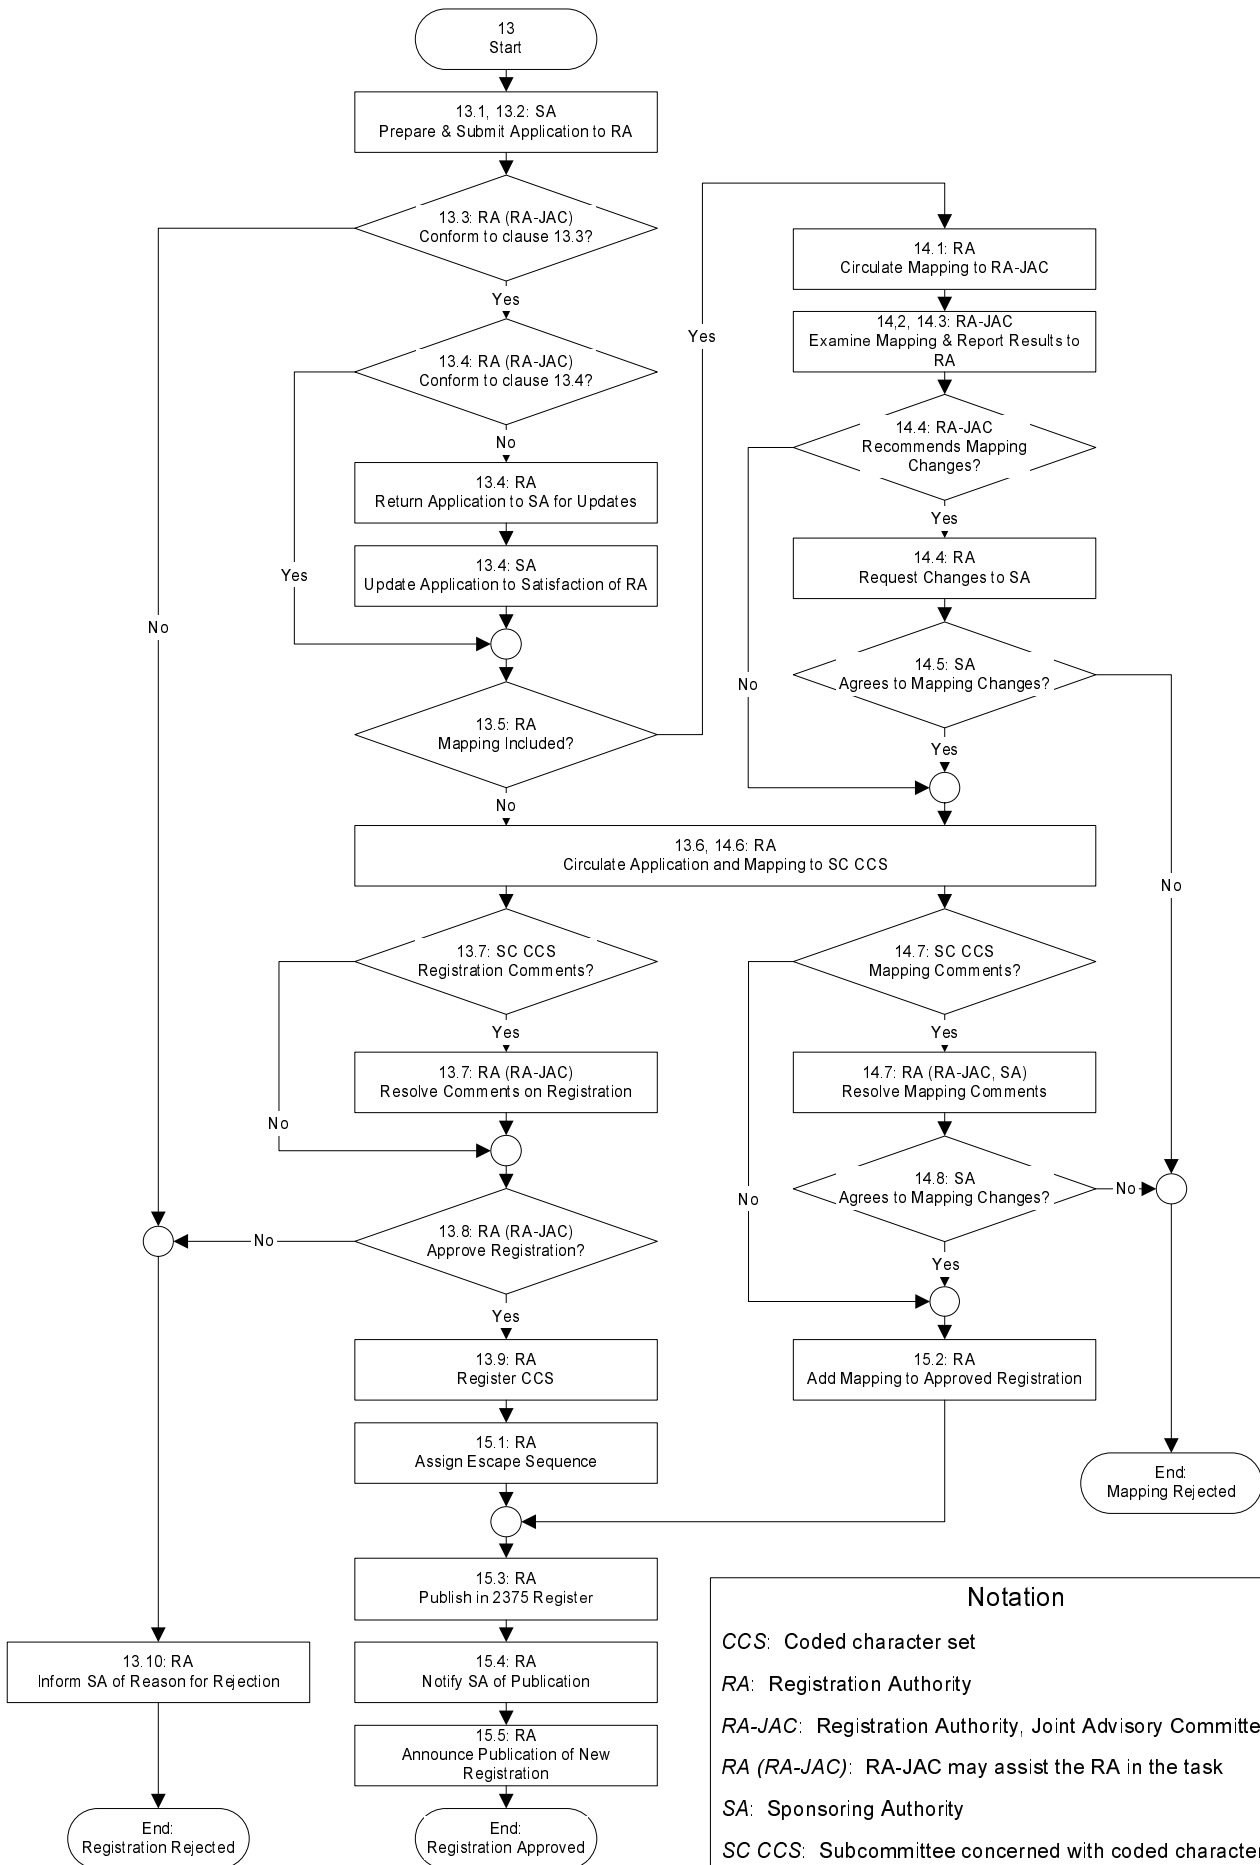 13
Start
13.1, 13.2: SA
Prepare & Submit Application to RA
13.3: RA (RA-JAC)
Conform to clause 13.3?
Yes
No
13.4: RA (RA-JAC)
Conform to clause 13.4?
No
Yes
13.4: RA
Return Application to SA for Updates
13.4: SA
Update Application to Satisfaction of RA
13.5: RA
Mapping Included?
Yes
No
14.1: RA
Circulate Mapping to RA-JAC
14,2, 14.3: RA-JAC
Examine Mapping & Report Results to
RA
14.4: RA-JAC
Recommends Mapping
Changes?
Yes
No
14.4: RA
Request Changes to SA
14.5: SA
Agrees to Mapping Changes?
Yes
No
13.6, 14.6: RA
Circulate Application and Mapping to SC CCS
13.7: SC CCS
Registration Comments?
Yes
No
13.7: RA (RA-JAC)
Resolve Comments on Registration
13.8: RA (RA-JAC)
Approve Registration?
No
Yes
14.7: SC CCS
Mapping Comments?
Yes
No
14.7: RA (RA-JAC, SA)
Resolve Mapping Comments
14.8: SA
Agrees to Mapping Changes?
No
Yes
13.9: RA
Register CCS
15.2: RA
Add Mapping to Approved Registration
15.1: RA
Assign Escape Sequence
End:
Mapping Rejected
15.3: RA
Publish in 2375 Register
13.10: RA
Inform SA of Reason for Rejection
15.4: RA
Notify SA of Publication
15.5: RA
Announce Publication of New
Registration
End:
Registration Rejected
End:
Registration Approved
Notation
CCS: Coded character set
RA: Registration Authority
RA-JAC: Registration Authority, Joint Advisory Committe
RA (RA-JAC): RA-JAC may assist the RA in the task
SA: Sponsoring Authority
SC CCS: Subcommittee concerned with coded character